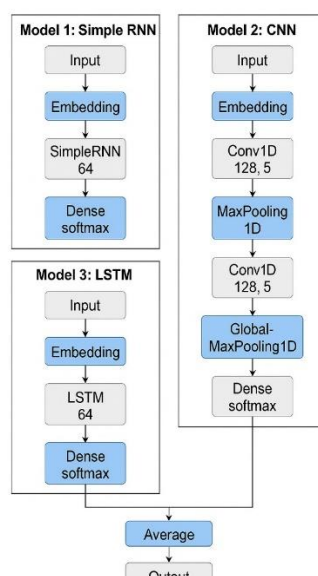 Model 1: Simple RNN
Input
Embedding
SimpleRNN
64
Dense
softmax
Model 3: LSTM
Input
Embedding
LSTM
64
Dense
softmax
Model 2: CNN
Input
Embedding
Conv1D
128, 5
MaxPooling
1D
Conv1D
128, 5
Global-
MaxPooling1D
Dense
softmax
Average
Output